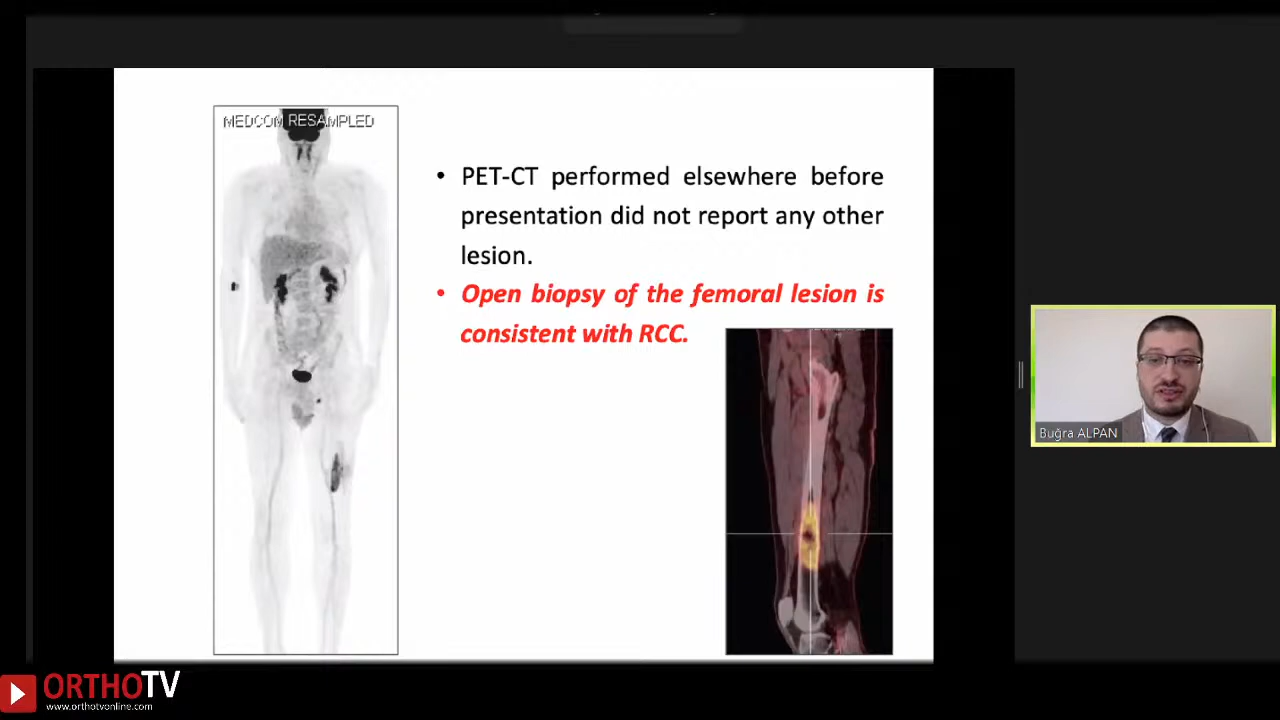 MEDCOM RESAMPLED
• PET-CT performed elsewhere before
presentation did not report any other
lesion.
• Open biopsy of the femoral lesion is
consistent with RCC.
Buğra ALPAN
ORTHOTV
www.orthotvonline.com